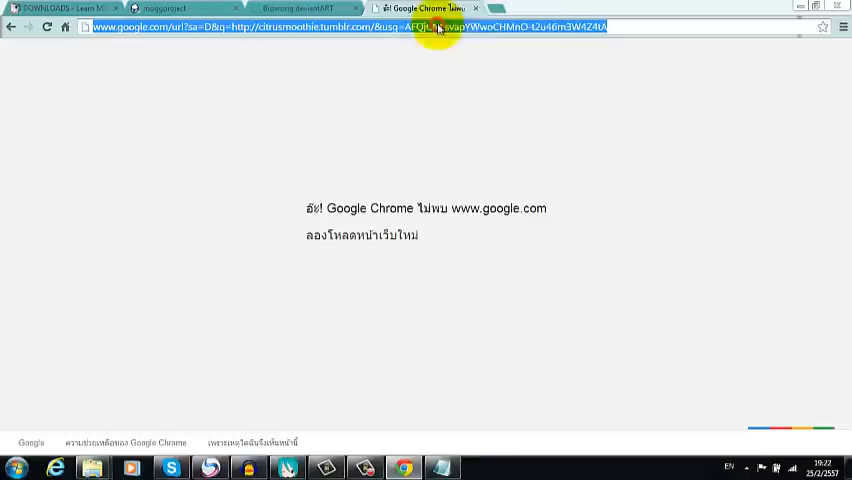 DOWNLOADS - Learn M
moggproject
Browsing deviantART
อ๊ะ! Google Chrome ไม่พบ
www.google.com/url?sa=D&q=http://citrusmoothie.tumblr.com/&usg=
อ๊ะ! Google Chrome ไม่พบ www.google.com
ลองโหลดหน้าเว็บใหม่
Google
ความช่วยเหลือของ Google Chrome
เพราะเหตุใดฉันจึงเห็นหน้านี้
EN
19:22
25/2/2557